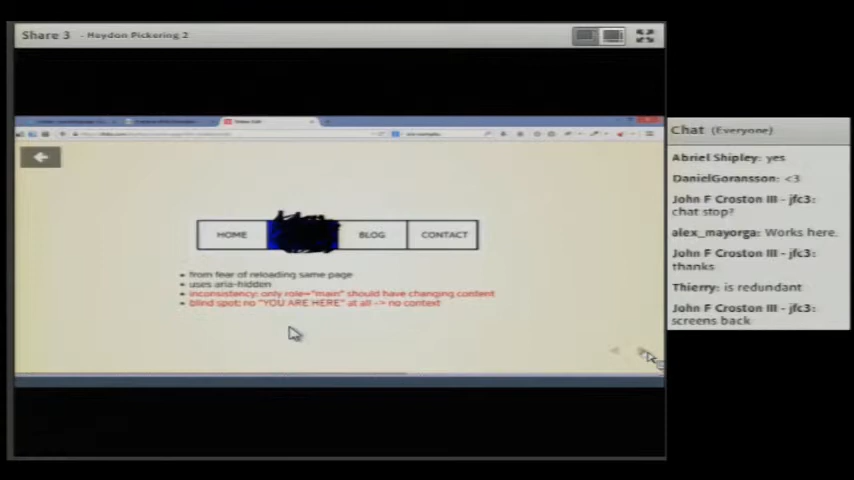 Share 3 - Heydon Pickering 2
HOME
BLOG
CONTACT
from fear of reloading same page
uses aria-hidden
inconsistency: only role="main" should have changing content
blind spot: no "YOU ARE HERE" at all -> no context
Chat (Everyone)
Abriel Shipley: yes
DanielGoransson: <3
John F Croston III - jfc3:
chat stop?
alex_mayorga: Works here.
John F Croston III - jfc3:
thanks
Thierry: is redundant
John F Croston III - jfc3:
screens back